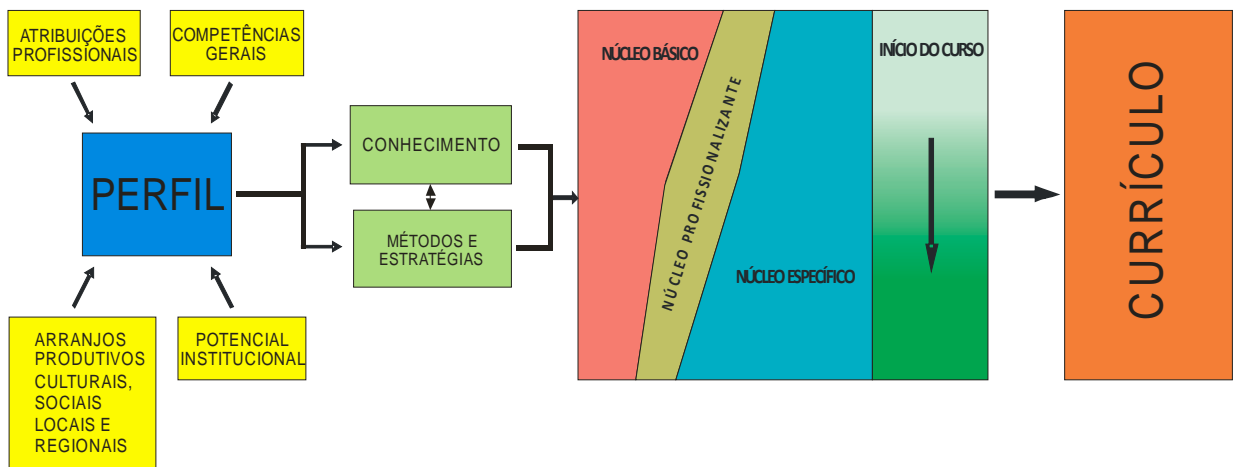 ATRIBUIÇÕES
PROFISSIONAIS
COMPETÊNCIAS
GERAIS
PERFIL
ARRANJOS
PRODUTIVOS
CULTURAIS,
SOCIAIS
LOCAIS E
REGIONAIS
POTENCIAL
INSTITUCIONAL
CONHECIMENTO
MÉTODOS E
ESTRATÉGIAS
NÚCLEO BÁSICO
NÚCLEO PROFISSIONALIZANTE
NÚCLEO ESPECÍFICO
INÍCIO DO CURSO
CURRÍCULO